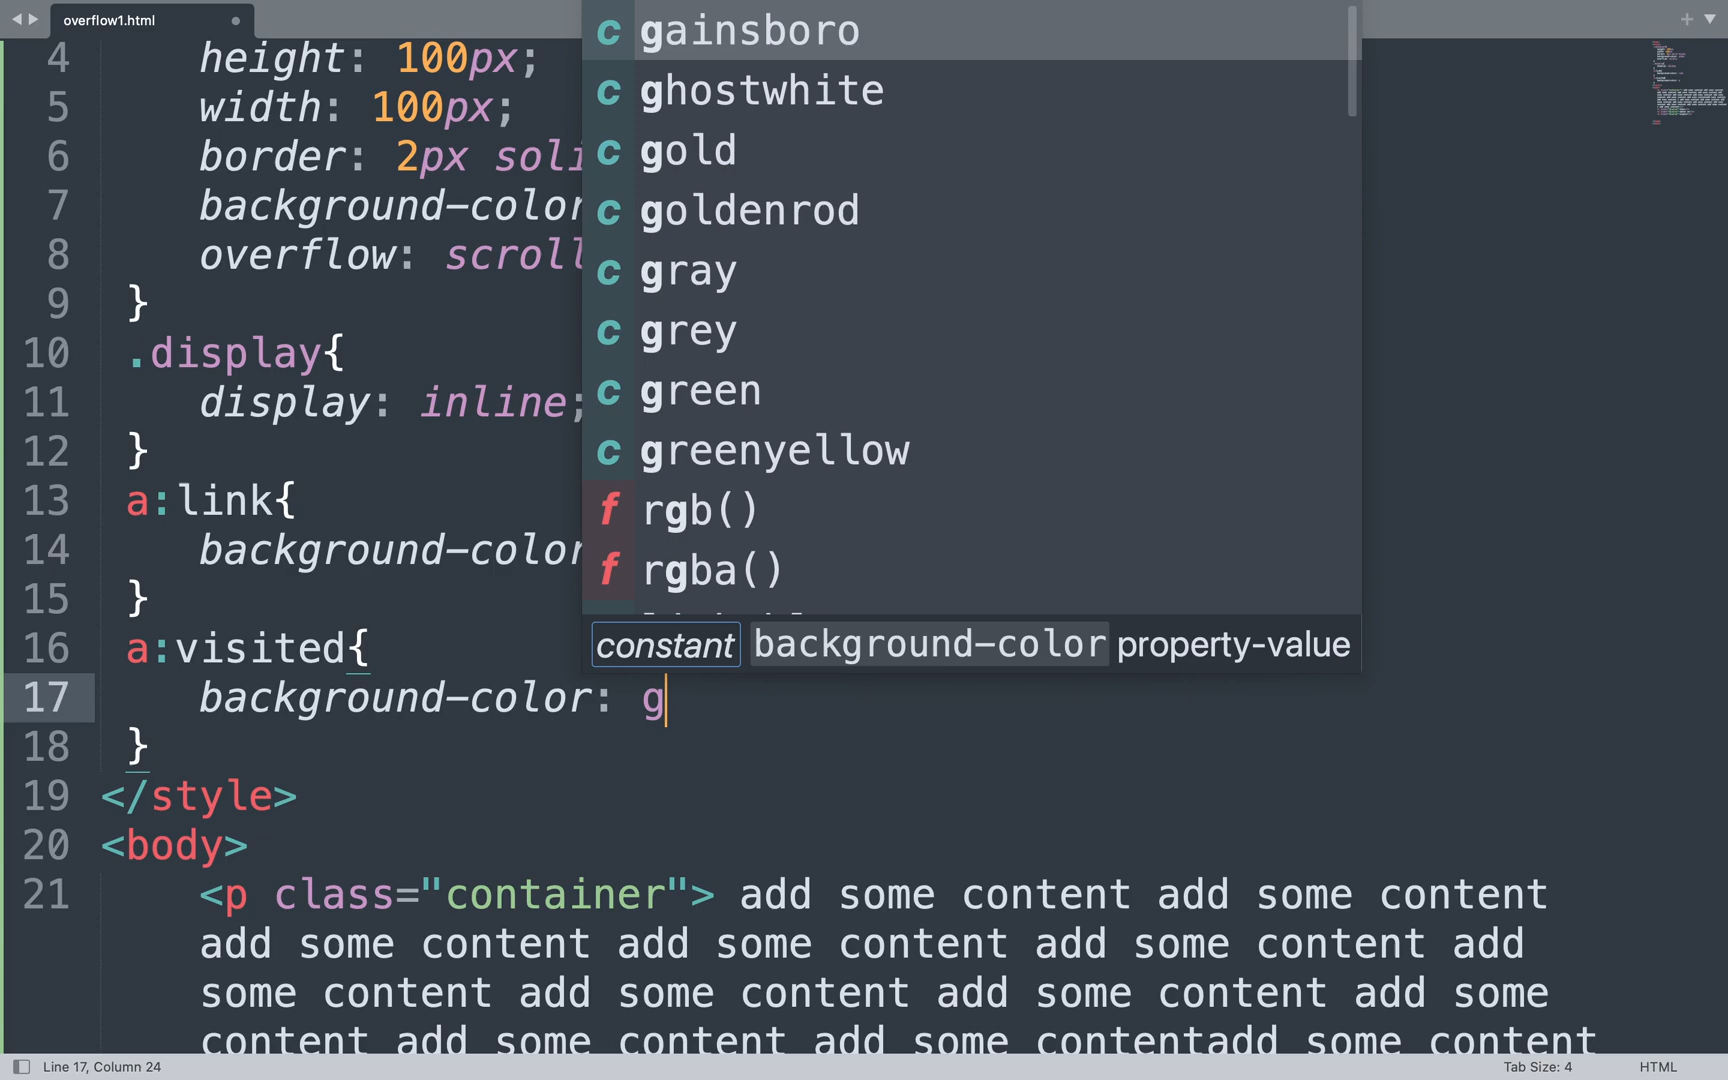 overflow1.html
4 height: 100px;
5 width: 100px;
6 border: 2px soli
7 background-color
8 overflow: scroll
9 }
10 .display{
11 display: inline;
12 }
13 a:link{
14 background-color
15 }
16 a:visited{
17 background-color: g
18 }
19 </style>
20 <body>
21 <p class="container"> add some content add some content
add some content add some content add some content add
some content add some content add some content add some
content add some content add some contentadd some content
c gainsboro
c ghostwhite
c gold
c goldenrod
c gray
c grey
c green
c greenyellow
f rgb()
f rgba()
constant background-color property-value
Line 17, Column 24
Tab Size: 4
HTML